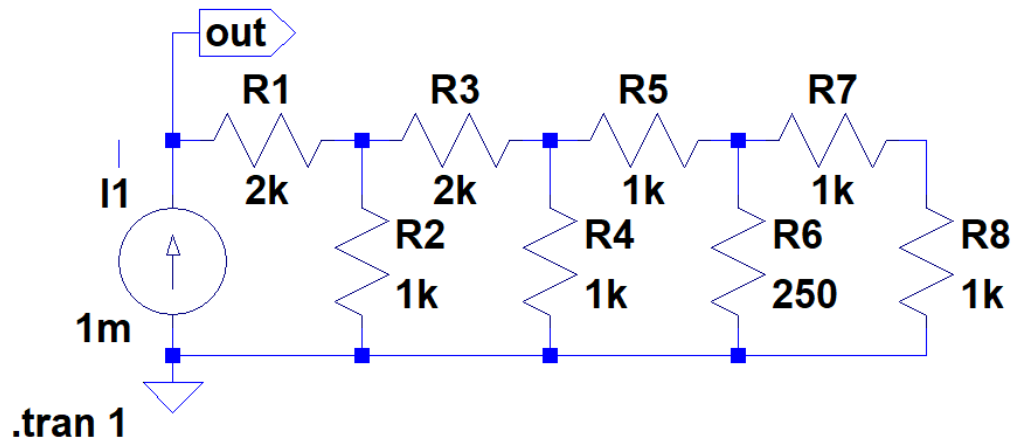 out
R1 R3 R5 R7
I1 2k 2k 1k 1k
R2 R4 R6 R8
1k 1k 250 1k
1m
.tran 1